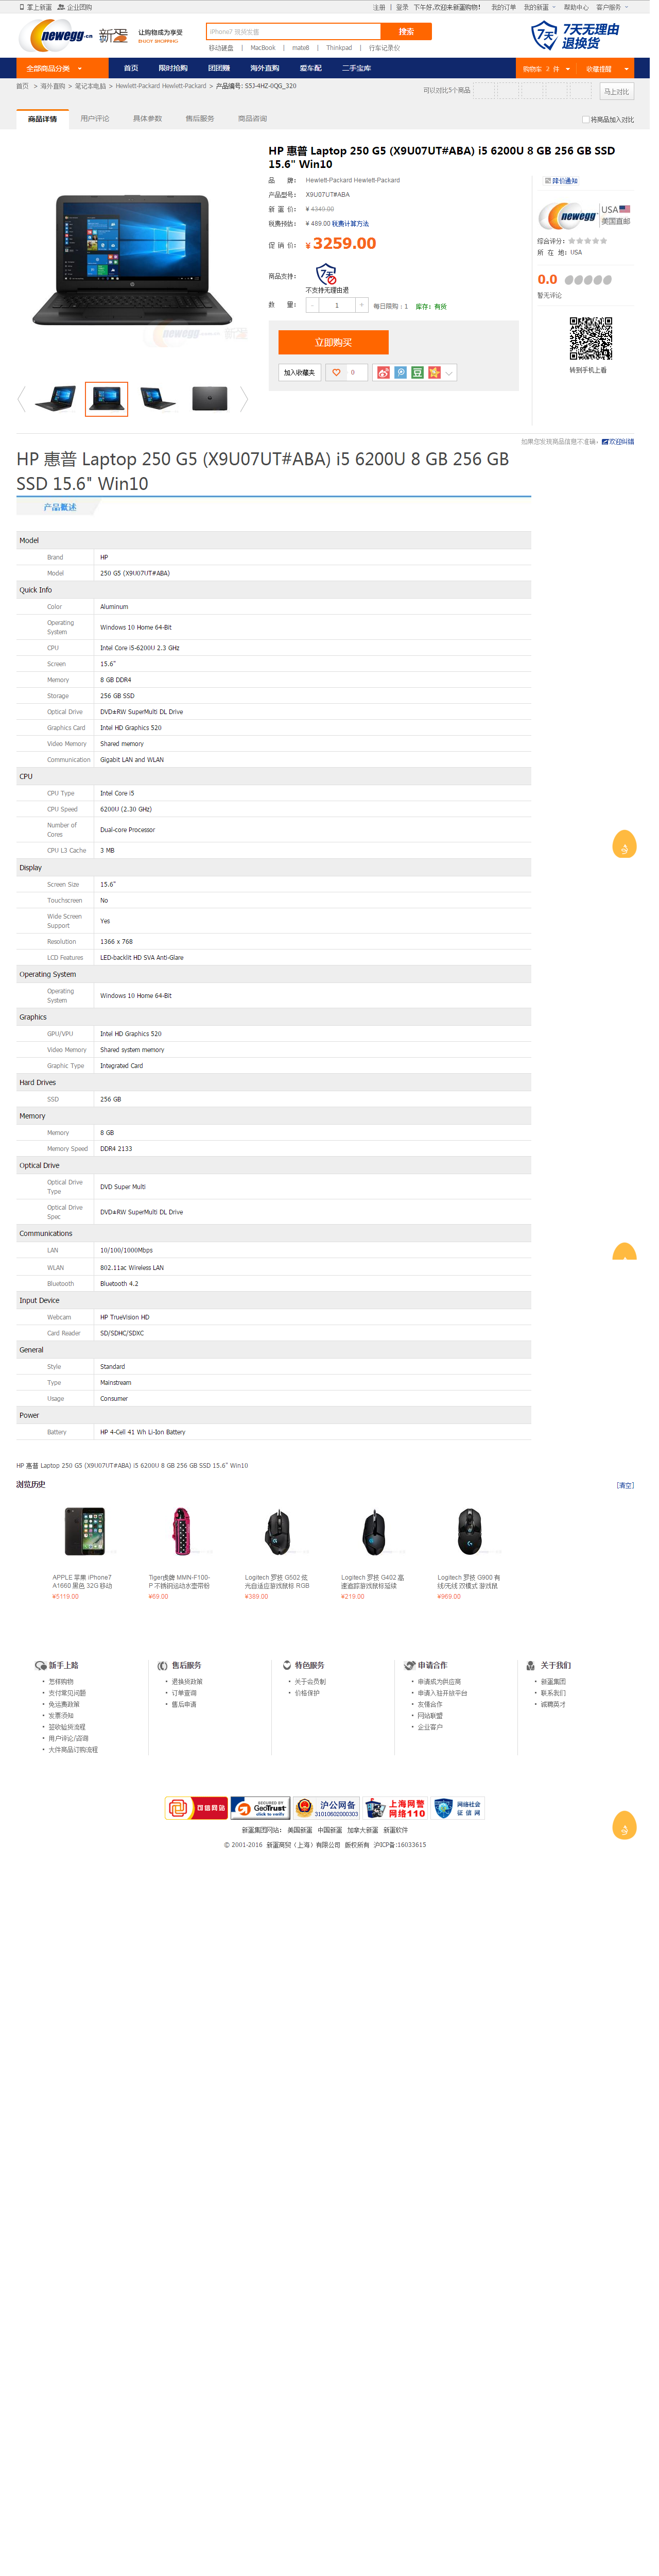 掌上新蛋 企业团购
注册 | 登录 下午好,欢迎来新蛋购物! 我的订单 我的新蛋 帮助中心 客户服务
newegg.cn 新蛋 让购物成为享受
ENJOY SHOPPING
iPhone7 现货发售 搜索
移动硬盘 | MacBook | mate8 | Thinkpad | 行车记录仪
7天 7天无理由
退换货
全部商品分类 首页 限时抢购 团团赚 海外直购 爱车配 二手宝库 购物车 2 件 收藏提醒
首页 > 海外直购 > 笔记本电脑 > Hewlett-Packard Hewlett-Packard > 产品编号: S53-4HZ-0QG_320
可以对比5个商品 马上对比
商品详情 用户评论 具体参数 售后服务 商品咨询
将商品加入对比
HP 惠普 Laptop 250 G5 (X9U07UT#ABA) i5 6200U 8 GB 256 GB SSD
15.6" Win10
品 牌: Hewlett-Packard Hewlett-Packard
产品型号: X9U07UT#ABA
新 蛋 价: ¥ 4349.00
税费预估: ¥ 489.00 税费计算方法
促 销 价: ¥ 3259.00
商品支持: 7天
不支持无理由退
数 量: - 1 + 每日限购：1 库存: 有货
立即购买
加入收藏夹 0
降价通知
newegg USA
美国直邮
综合评分:
所 在 地: USA
0.0
暂无评论
转到手机上看
如果您发现商品信息不准确， 欢迎纠错
HP 惠普 Laptop 250 G5 (X9U07UT#ABA) i5 6200U 8 GB 256 GB
SSD 15.6" Win10
产品概述
Model
Brand HP
Model 250 G5 (X9U07UT#ABA)
Quick Info
Color Aluminum
Operating System Windows 10 Home 64-Bit
CPU Intel Core i5-6200U 2.3 GHz
Screen 15.6"
Memory 8 GB DDR4
Storage 256 GB SSD
Optical Drive DVD±RW SuperMulti DL Drive
Graphics Card Intel HD Graphics 520
Video Memory Shared memory
Communication Gigabit LAN and WLAN
CPU
CPU Type Intel Core i5
CPU Speed 6200U (2.30 GHz)
Number of Cores Dual-core Processor
CPU L3 Cache 3 MB
Display
Screen Size 15.6"
Touchscreen No
Wide Screen Support Yes
Resolution 1366 x 768
LCD Features LED-backlit HD SVA Anti-Glare
Operating System
Operating System Windows 10 Home 64-Bit
Graphics
GPU/VPU Intel HD Graphics 520
Video Memory Shared system memory
Graphic Type Integrated Card
Hard Drives
SSD 256 GB
Memory
Memory 8 GB
Memory Speed DDR4 2133
Optical Drive
Optical Drive Type DVD Super Multi
Optical Drive Spec DVD±RW SuperMulti DL Drive
Communications
LAN 10/100/1000Mbps
WLAN 802.11ac Wireless LAN
Bluetooth Bluetooth 4.2
Input Device
Webcam HP TrueVision HD
Card Reader SD/SDHC/SDXC
General
Style Standard
Type Mainstream
Usage Consumer
Power
Battery HP 4-Cell 41 Wh Li-Ion Battery
HP 惠普 Laptop 250 G5 (X9U07UT#ABA) i5 6200U 8 GB 256 GB SSD 15.6" Win10
浏览历史 [清空]
APPLE 苹果 iPhone7 A1660 黑色 32G 移动
¥5119.00
Tiger虎牌 MMN-F100-P 不锈钢运动水壶带粉
¥69.00
Logitech 罗技 G502 炫光自适应游戏鼠标 RGB
¥389.00
Logitech 罗技 G402 高速追踪游戏鼠标延续
¥219.00
Logitech 罗技 G900 有线/无线 双模式 游戏鼠
¥969.00
新手上路
怎样购物
支付常见问题
免运费政策
发票须知
签收验货流程
用户评论/咨询
大件商品订购流程
售后服务
退换货政策
订单查询
售后申请
特色服务
关于会员制
价格保护
申请合作
申请成为供应商
申请入驻开放平台
友情合作
网站联盟
企业客户
关于我们
新蛋集团
联系我们
诚聘英才
可信网站 SECURED BY GeoTrust click to verify 沪公网备 31010602000303 上海网警 网络110 网络社会 征信网
新蛋集团网站: 美国新蛋 中国新蛋 加拿大新蛋 新蛋软件
© 2001-2016 新蛋商贸（上海）有限公司 版权所有 沪ICP备:16033615